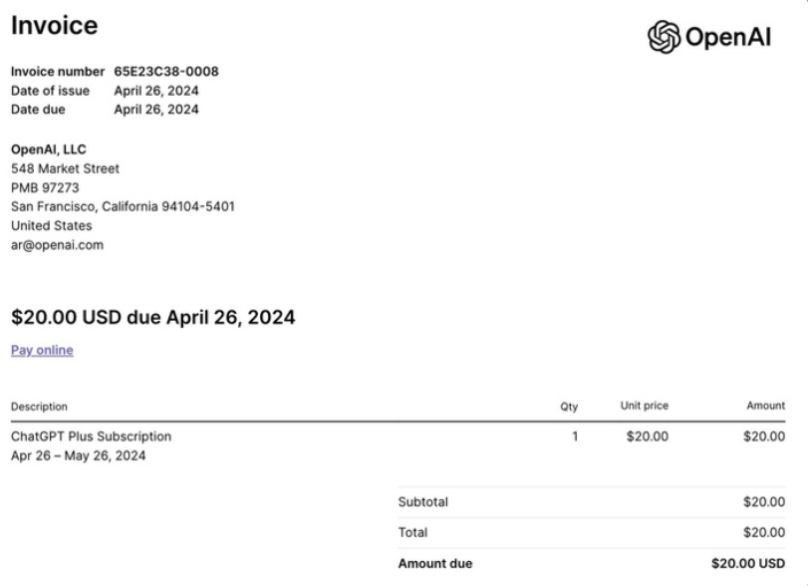 Invoice
OpenAI
Invoice number 65E23C38-0008
Date of issue April 26, 2024
Date due April 26, 2024
OpenAI, LLC
548 Market Street
PMB 97273
San Francisco, California 94104-5401
United States
ar@openai.com
$20.00 USD due April 26, 2024
Pay online
Description Qty Unit price Amount
ChatGPT Plus Subscription 1 $20.00 $20.00
Apr 26 – May 26, 2024
Subtotal $20.00
Total $20.00
Amount due $20.00 USD